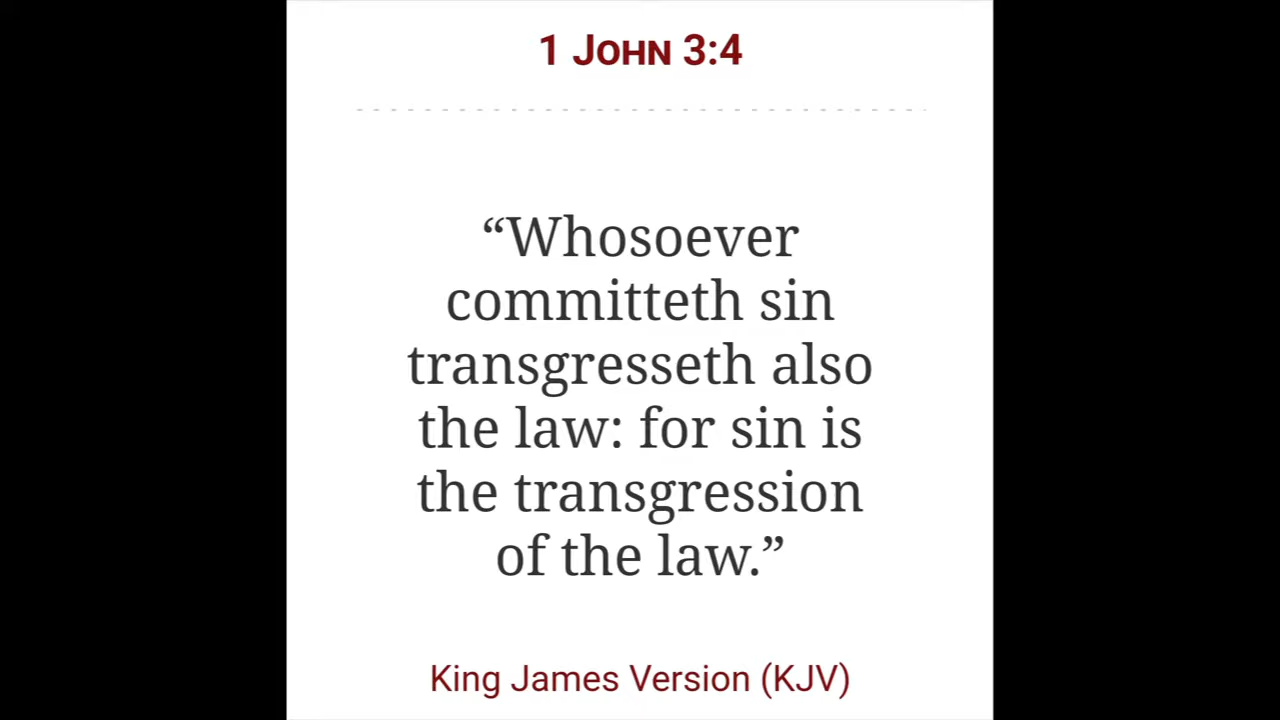 1 John 3:4
“Whosoever
committeth sin
transgresseth also
the law: for sin is
the transgression
of the law.”
King James Version (KJV)